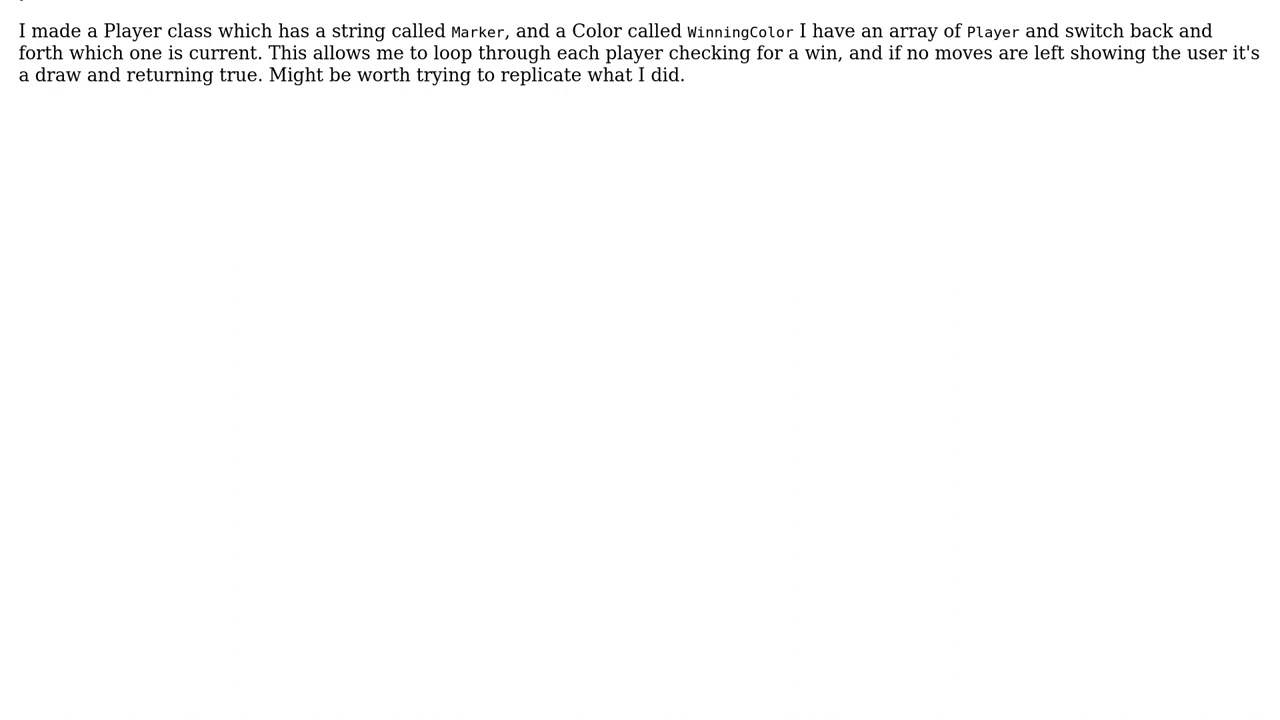 I made a Player class which has a string called Marker, and a Color called WinningColor I have an array of Player and switch back and
forth which one is current. This allows me to loop through each player checking for a win, and if no moves are left showing the user it's
a draw and returning true. Might be worth trying to replicate what I did.